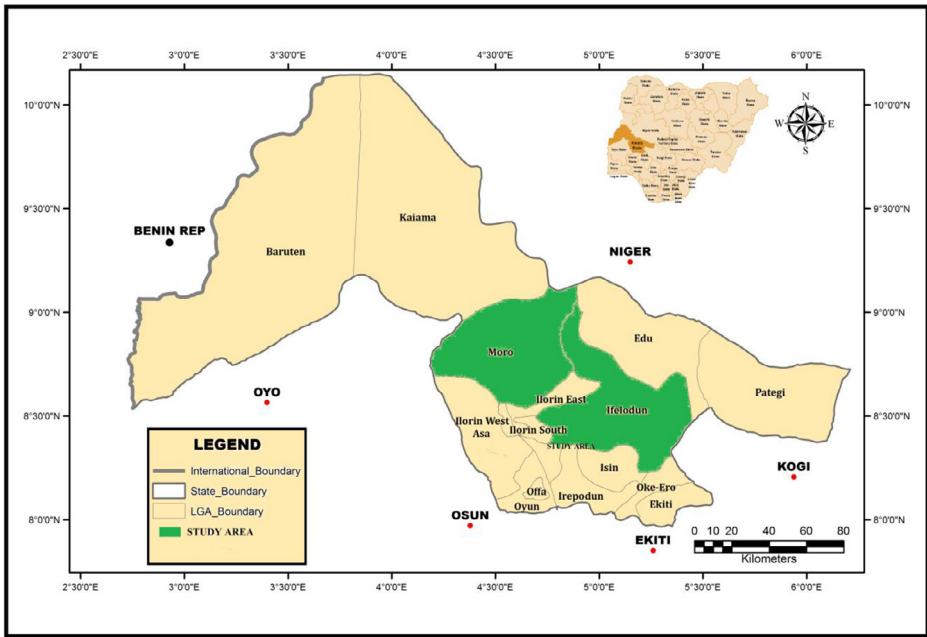 2°30'0"E 3°0'0"E 3°30'0"E 4°0'0"E 4°30'0"E 5°0'0"E 5°30'0"E 6°0'0"E
10°0'0"N
9°30'0"N
9°0'0"N
8°30'0"N
8°0'0"N
10°0'0"N
9°30'0"N
9°0'0"N
8°30'0"N
8°0'0"N
N
W E
S
BENIN REP
Baruten
Kaiama
NIGER
Moro
Edu
Pategi
OYO
Ilorin East
Ifelodun
Ilorin West
Asa
Ilorin South
STUDY AREA
Isin
KOGI
Offa
Irepodun
Oke-Ero
Oyun
Ekiti
OSUN
EKITI
LEGEND
International_Boundary
State_Boundary
LGA_Boundary
STUDY AREA
0 10 20 40 60 80
Kilometers
2°30'0"E 3°0'0"E 3°30'0"E 4°0'0"E 4°30'0"E 5°0'0"E 5°30'0"E 6°0'0"E